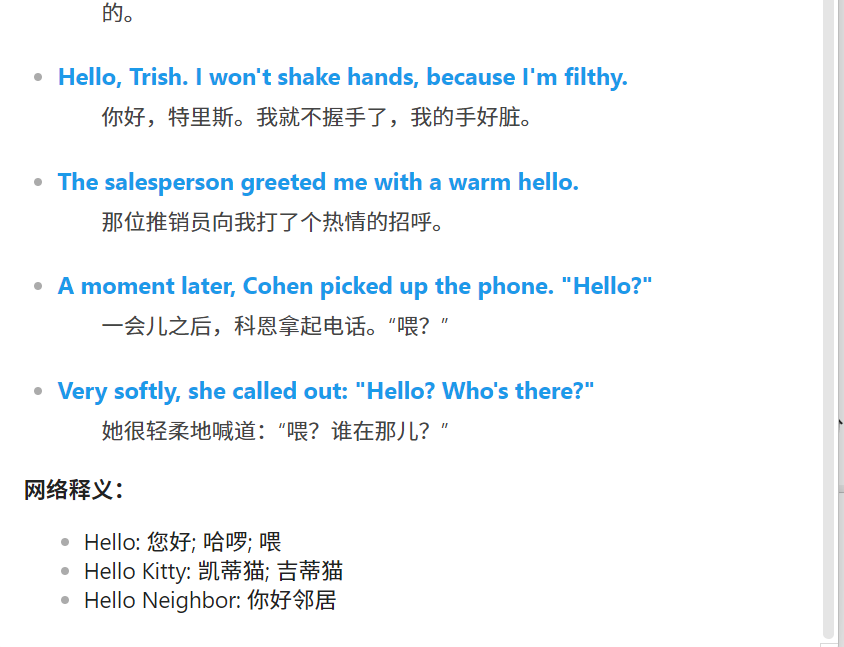 的。
Hello, Trish. I won't shake hands, because I'm filthy.
你好，特里斯。我就不握手了，我的手好脏。
The salesperson greeted me with a warm hello.
那位推销员向我打了个热情的招呼。
A moment later, Cohen picked up the phone. "Hello?"
一会儿之后，科恩拿起电话。“喂？”
Very softly, she called out: "Hello? Who's there?"
她很轻柔地喊道：“喂？谁在那儿？”
网络释义：
Hello: 您好; 哈啰; 喂
Hello Kitty: 凯蒂猫; 吉蒂猫
Hello Neighbor: 你好邻居